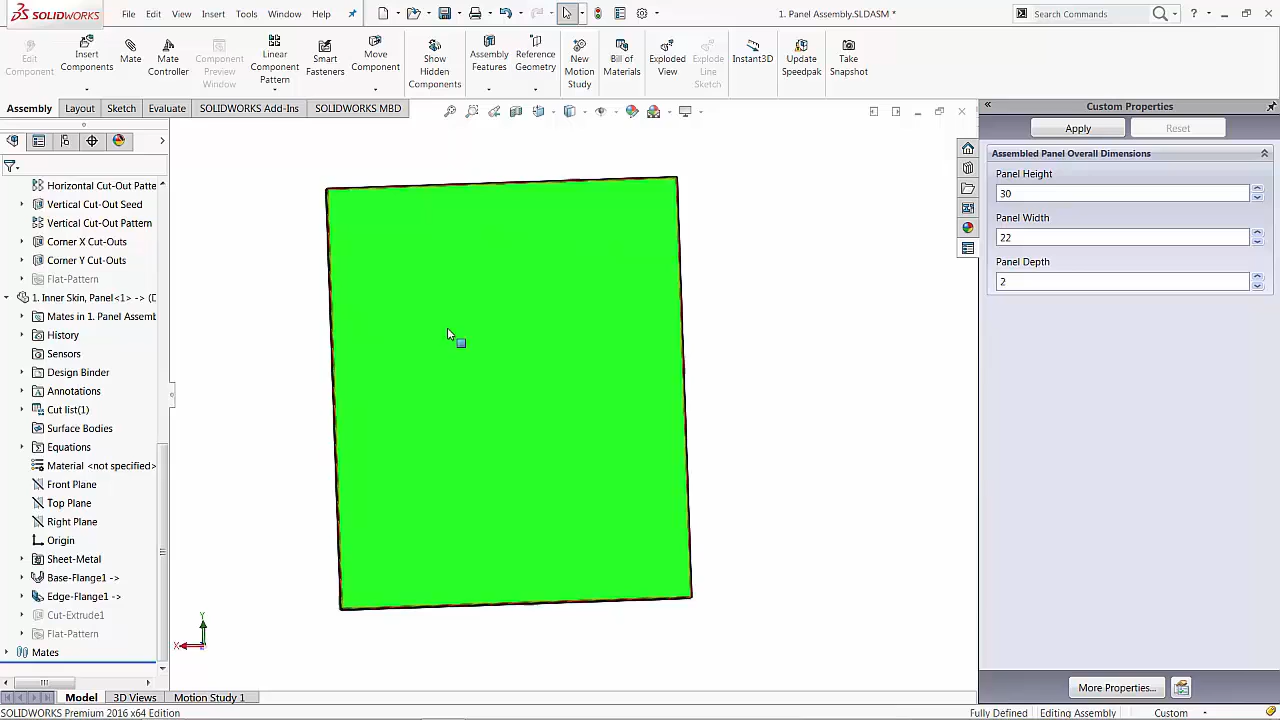 SOLIDWORKS
File Edit View Insert Tools Window Help
1. Panel Assembly.SLDASM *
Search Commands
Edit Component
Insert Components
Mate
Mate Controller
Component Preview Window
Linear Component Pattern
Smart Fasteners
Move Component
Show Hidden Components
Assembly Features
Reference Geometry
New Motion Study
Bill of Materials
Exploded View
Explode Line Sketch
Instant3D
Update Speedpak
Take Snapshot
Assembly Layout Sketch Evaluate SOLIDWORKS Add-Ins SOLIDWORKS MBD
Horizontal Cut-Out Patte
Vertical Cut-Out Seed
Vertical Cut-Out Pattern
Corner X Cut-Outs
Corner Y Cut-Outs
Flat-Pattern
1. Inner Skin, Panel<1> -> (D
Mates in 1. Panel Assemb
History
Sensors
Design Binder
Annotations
Cut list(1)
Surface Bodies
Equations
Material <not specified>
Front Plane
Top Plane
Right Plane
Origin
Sheet-Metal
Base-Flange1 ->
Edge-Flange1 ->
Cut-Extrude1
Flat-Pattern
Mates
Y
X
Custom Properties
Apply Reset
Assembled Panel Overall Dimensions
Panel Height
30
Panel Width
22
Panel Depth
2
More Properties...
Model 3D Views Motion Study 1
SOLIDWORKS Premium 2016 x64 Edition
Fully Defined Editing Assembly Custom